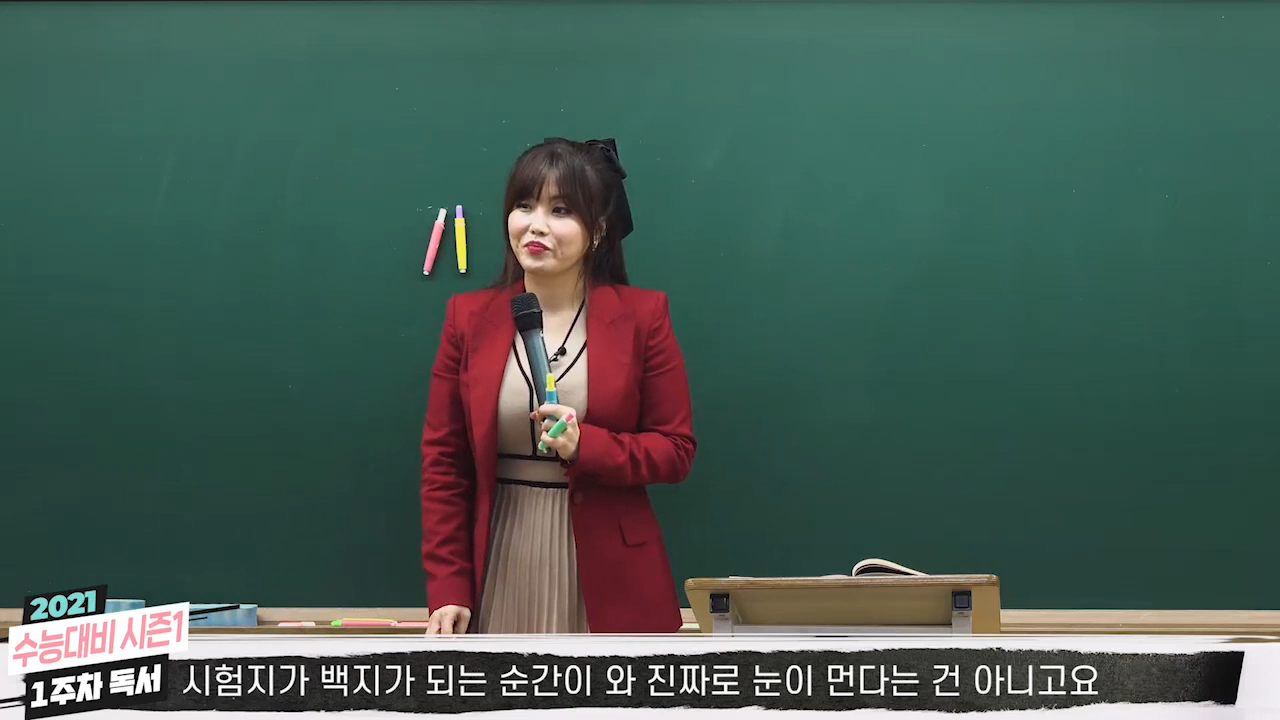 2021
수능대비 시즌1
1주차 독서
시험지가 백지가 되는 순간이 와 진짜로 눈이 먼다는 건 아니고요